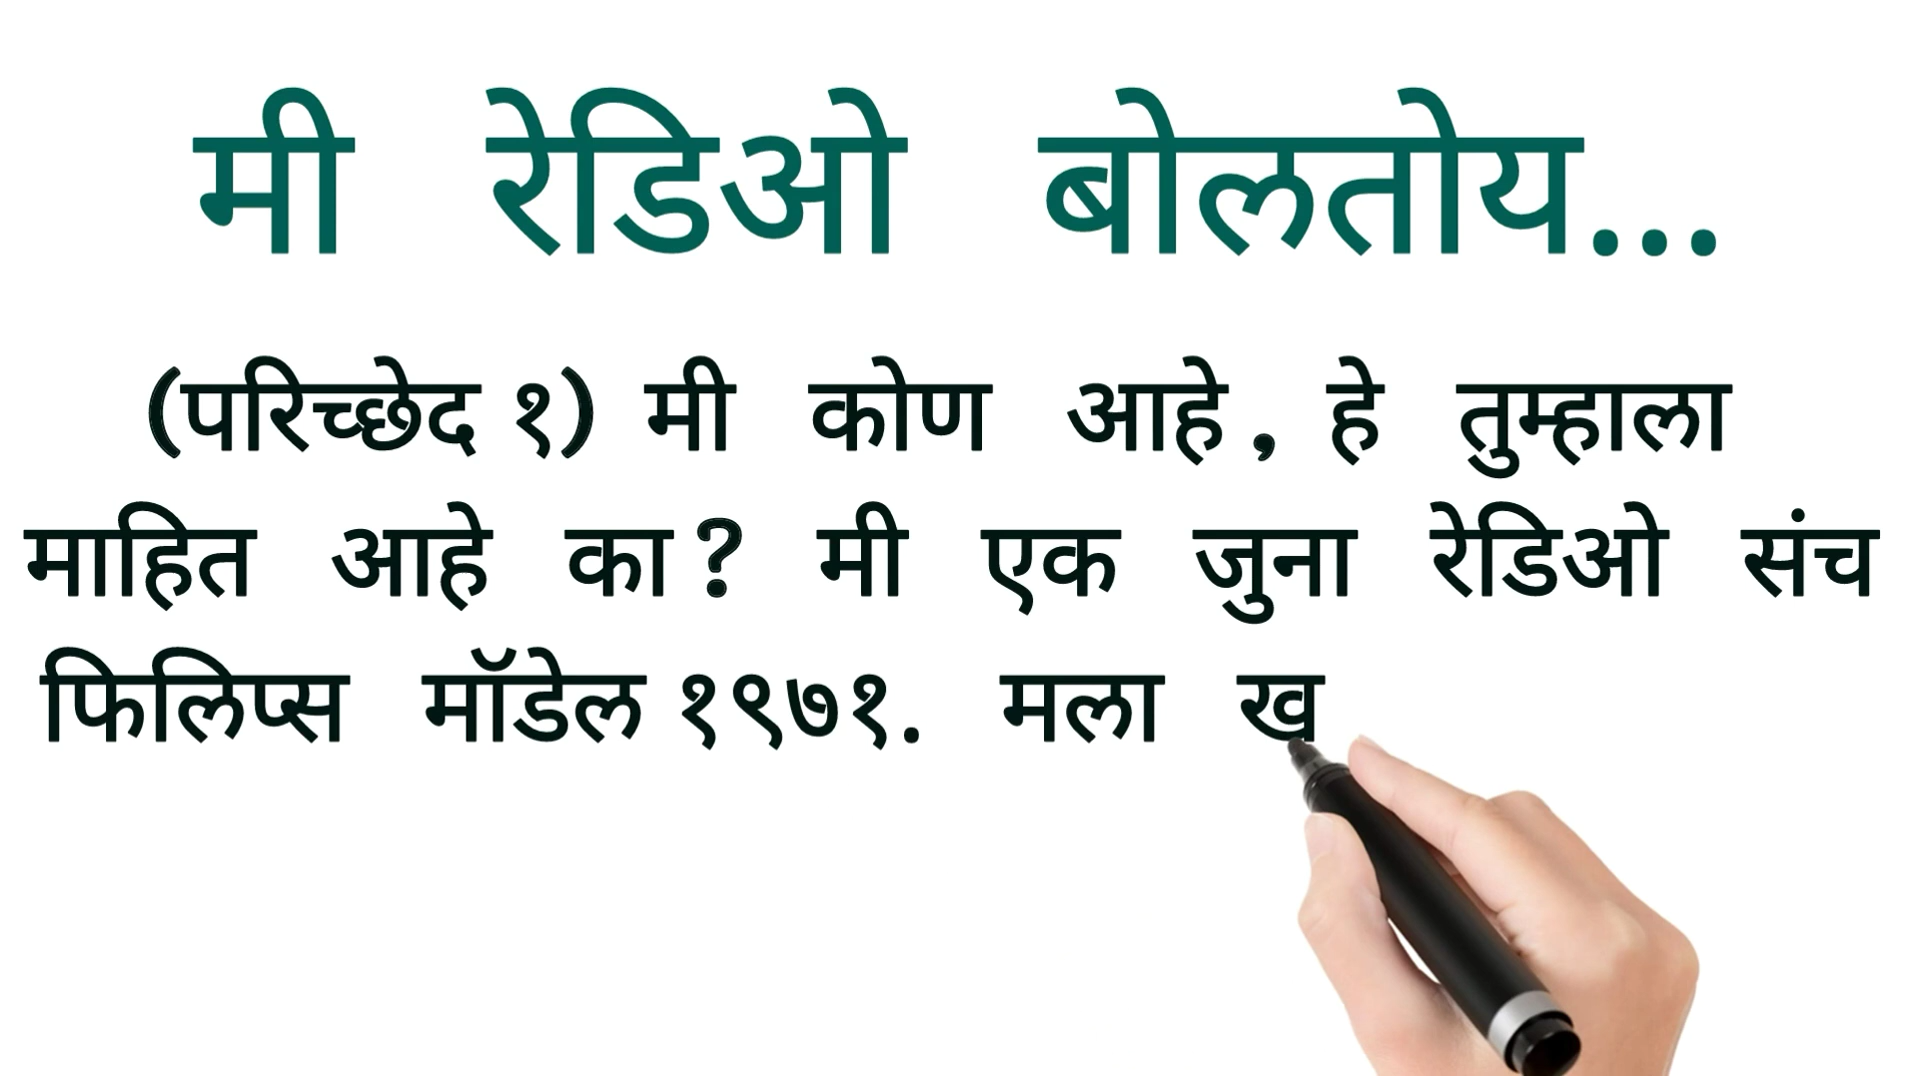 मी रेडिओ बोलतोय...
(परिच्छेद १) मी कोण आहे, हे तुम्हाला
माहित आहे का? मी एक जुना रेडिओ संच
फिलिप्स मॉडेल १९७१. मला ख